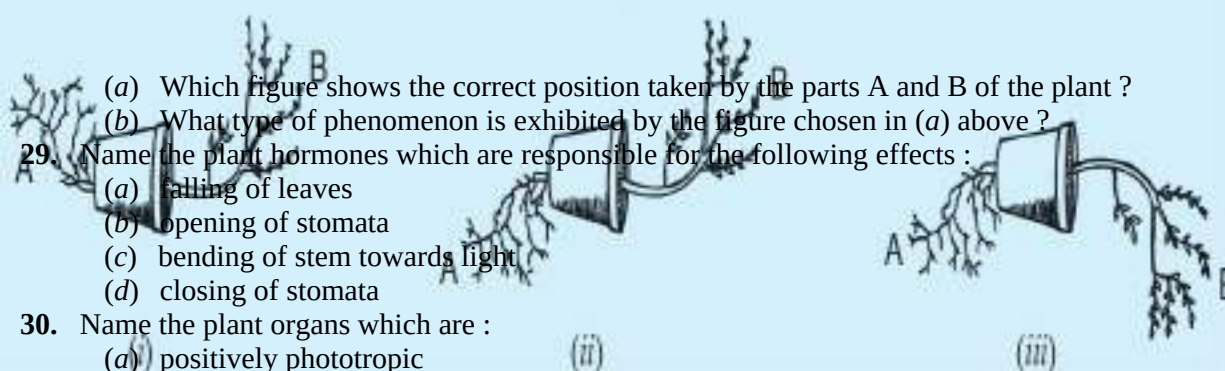 B
B
(a) Which figure shows the correct position taken by the parts A and B of the plant ?
(b) What type of phenomenon is exhibited by the figure chosen in (a) above ?
29. Name the plant hormones which are responsible for the following effects :
A
(a) falling of leaves
(b) opening of stomata
(c) bending of stem towards light
A
A
(d) closing of stomata
B
30. Name the plant organs which are :
(i)
(ii)
(iii)
(a) positively phototropic